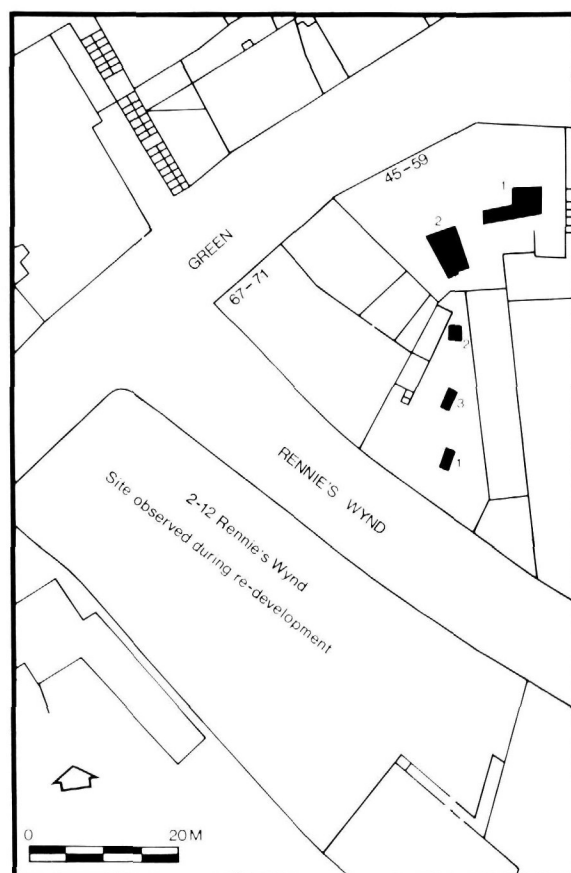 45-59
1
2
GREEN
67-71
2
3
1
RENNIE'S WYND
2-12 Rennie's Wynd
Site observed during re-development
0 20M